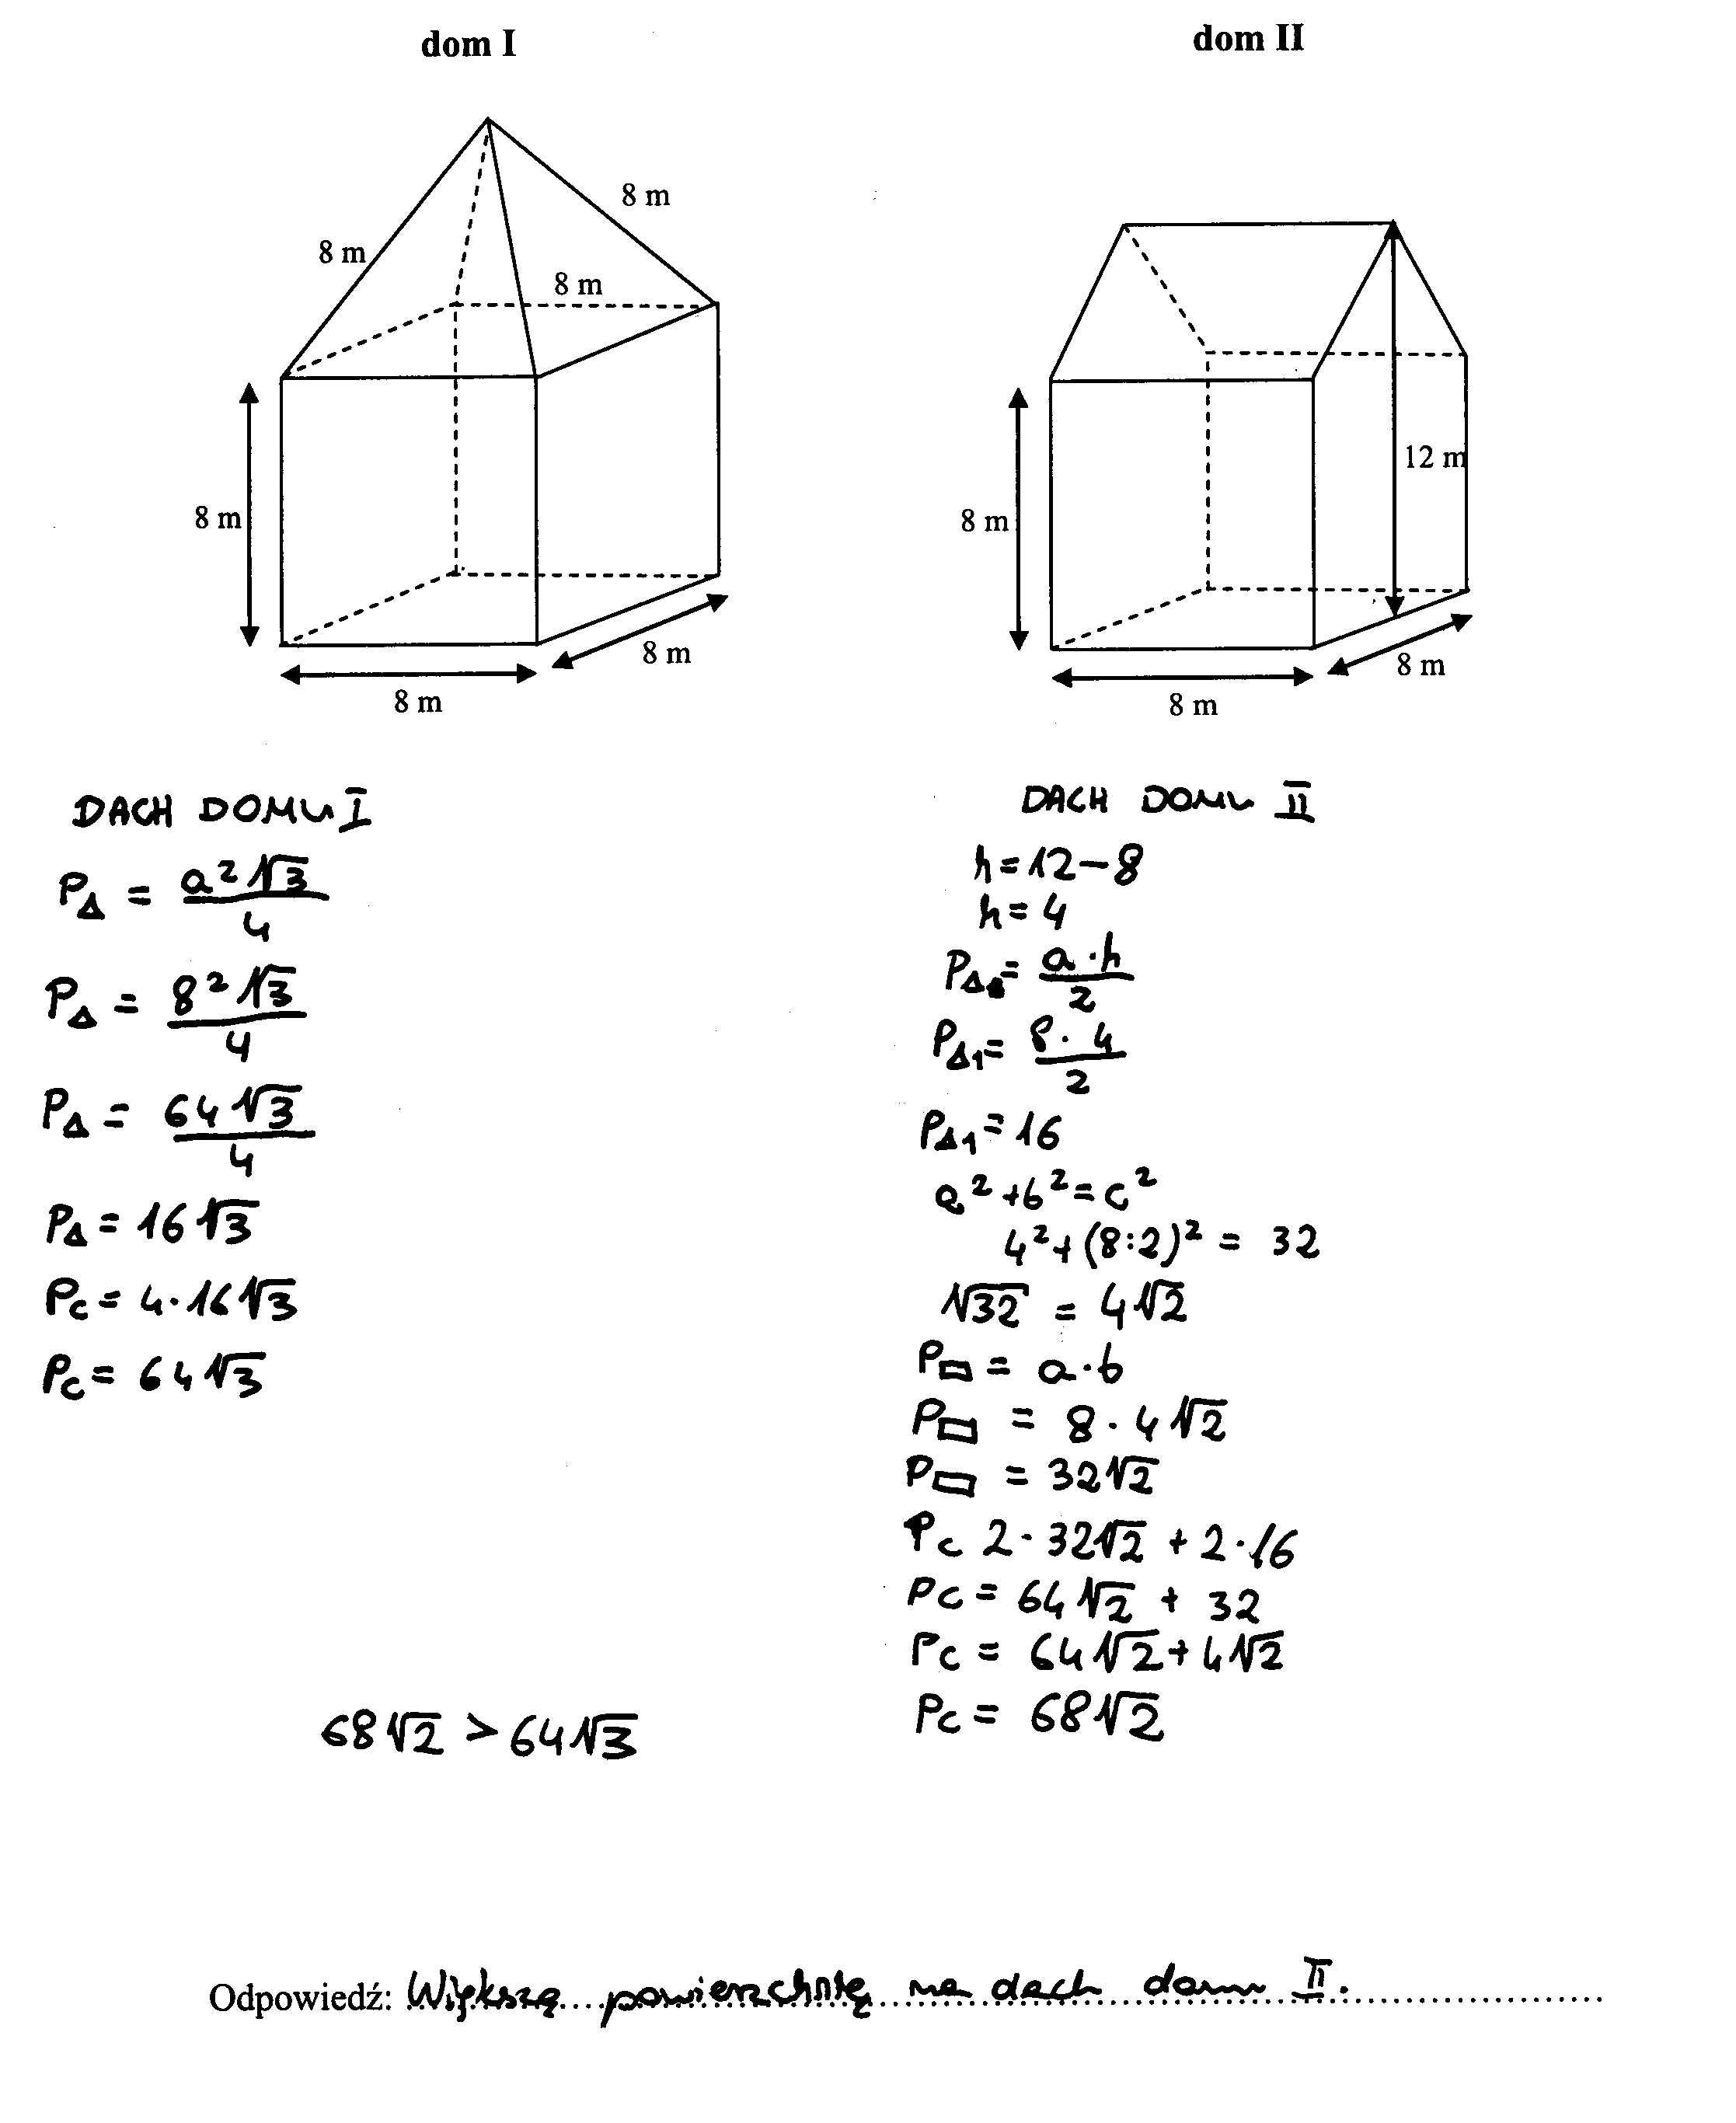 dom I
dom II
8 m
8 m
8 m
8 m
8 m
8 m
12 m
8 m
8 m
8 m
DACH DOMU I
P△ = a²√3/4
P△ = 8²√3/4
P△ = 64√3/4
P△ = 16√3
Pc = 4·16√3
Pc = 64√3
DACH DOMU II
h = 12 – 8
h = 4
P△ = a·h/2
P△1 = 8·4/2
P△1 = 16
a² + b² = c²
4² + (8:2)² = 32
√32 = 4√2
P▭ = a·b
P▭ = 8·4√2
P▭ = 32√2
Pc 2·32√2 + 2·16
Pc = 64√2 + 32
Pc = 64√2 + 4√2
Pc = 68√2
68√2 > 64√3
Odpowiedź: Większą powierzchnię ma dach domu II.